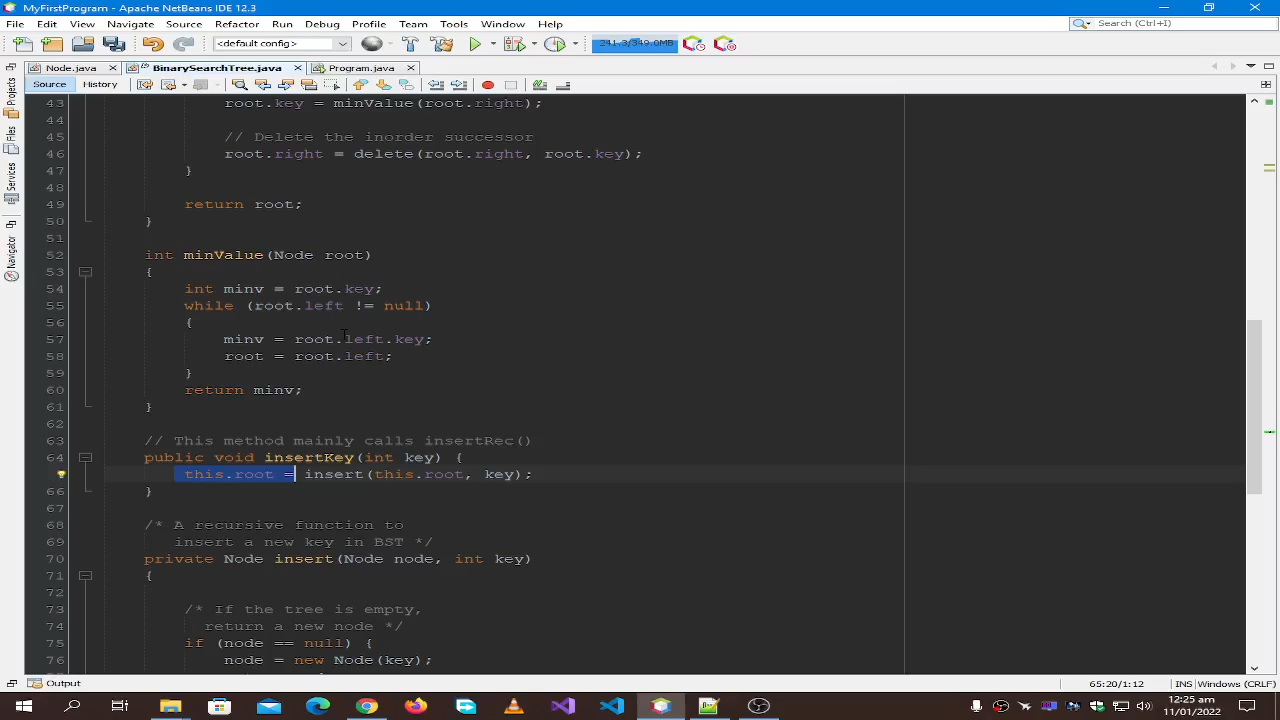 MyFirstProgram - Apache NetBeans IDE 12.3
File Edit View Navigate Source Refactor Run Debug Profile Team Tools Window Help
Search (Ctrl+I)
<default config> 241.3/349.0MB
Node.java BinarySearchTree.java Program.java
Source History
Projects
Files
Services
Navigator
43 root.key = minValue(root.right);
44
45 // Delete the inorder successor
46 root.right = delete(root.right, root.key);
47 }
48
49 return root;
50 }
51
52 int minValue(Node root)
53 {
54 int minv = root.key;
55 while (root.left != null)
56 {
57 minv = root.left.key;
58 root = root.left;
59 }
60 return minv;
61 }
62
63 // This method mainly calls insertRec()
64 public void insertKey(int key) {
this.root = insert(this.root, key);
66 }
67
68 /* A recursive function to
69 insert a new key in BST */
70 private Node insert(Node node, int key)
71 {
72
73 /* If the tree is empty,
74 return a new node */
75 if (node == null) {
76 node = new Node(key);
Output
65:20/1:12 INS Windows (CRLF)
12:25 am
11/01/2022